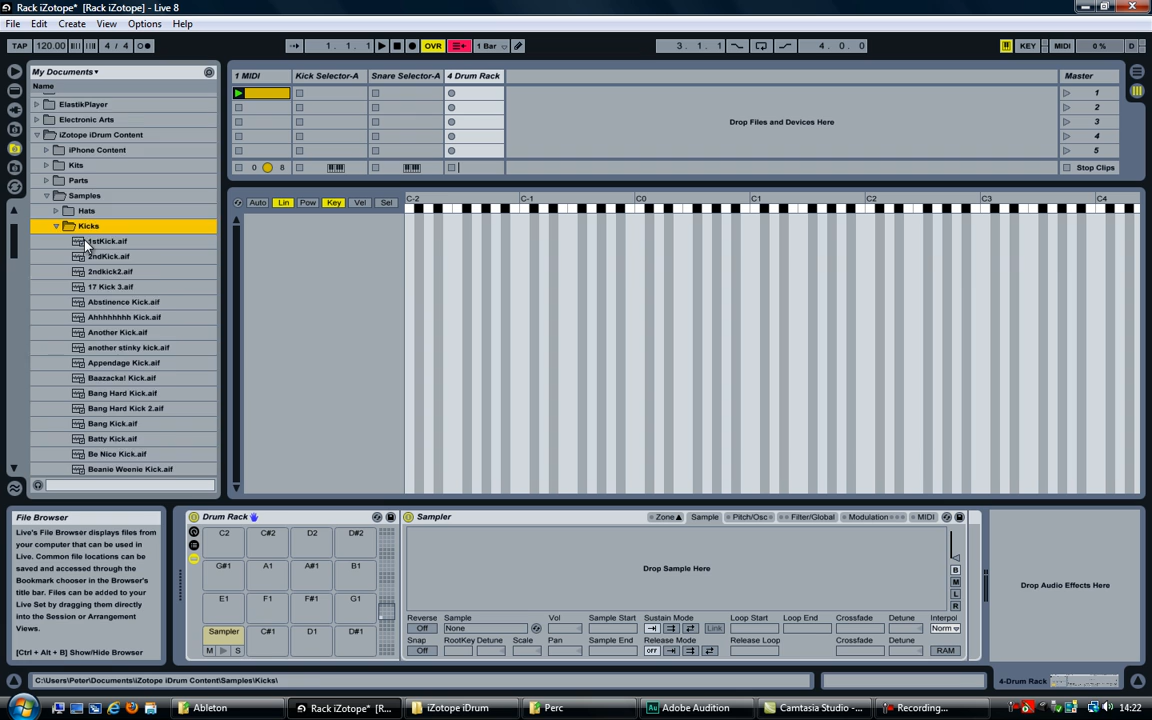 Rack iZotope* [Rack iZotope] - Live 8
File Edit Create View Options Help
TAP 120.00 4 / 4 1. 1. 1 OVR 1 Bar 3. 1. 1 4. 0. 0 KEY MIDI 0 % D
My Documents
Name
ElastikPlayer
Electronic Arts
iZotope iDrum Content
iPhone Content
Kits
Parts
Samples
Hats
Kicks
1stKick.aif
2ndKick.aif
2ndkick2.aif
17 Kick 3.aif
Abstinence Kick.aif
Ahhhhhhhh Kick.aif
Another Kick.aif
another stinky kick.aif
Appendage Kick.aif
Baazacka! Kick.aif
Bang Hard Kick.aif
Bang Hard Kick 2.aif
Bang Kick.aif
Batty Kick.aif
Be Nice Kick.aif
Beanie Weenie Kick.aif
1 MIDI Kick Selector-A Snare Selector-A 4 Drum Rack Master
1
2
Drop Files and Devices Here 3
4
5
0 8 Stop Clips
Auto Lin Pow Key Vel Sel
C-2 C-1 C0 C1 C2 C3 C4
File Browser
Live's File Browser displays files from
your computer that can be used in
Live. Common file locations can be
saved and accessed through the
Bookmark chooser in the Browser's
title bar. Files can be added to your
Live Set by dragging them directly
into the Session or Arrangement
Views.
[Ctrl + Alt + B] Show/Hide Browser
Drum Rack
C2 C#2 D2 D#2
G#1 A1 A#1 B1
E1 F1 F#1 G1
Sampler C#1 D1 D#1
M S
Sampler Zone Sample Pitch/Osc Filter/Global Modulation MIDI
Drop Sample Here
B
M
L
R
Reverse Sample Vol Sample Start Sustain Mode Loop Start Loop End Crossfade Detune Interpol
Off None Link Norm
Snap RootKey Detune Scale Pan Sample End Release Mode Release Loop Crossfade Detune
Off OFF RAM
Drop Audio Effects Here
C:\Users\Peter\Documents\iZotope iDrum Content\Samples\Kicks\
4-Drum Rack
Ableton Rack iZotope* [R... iZotope iDrum Perc Adobe Audition Camtasia Studio -... Recording... 14:22